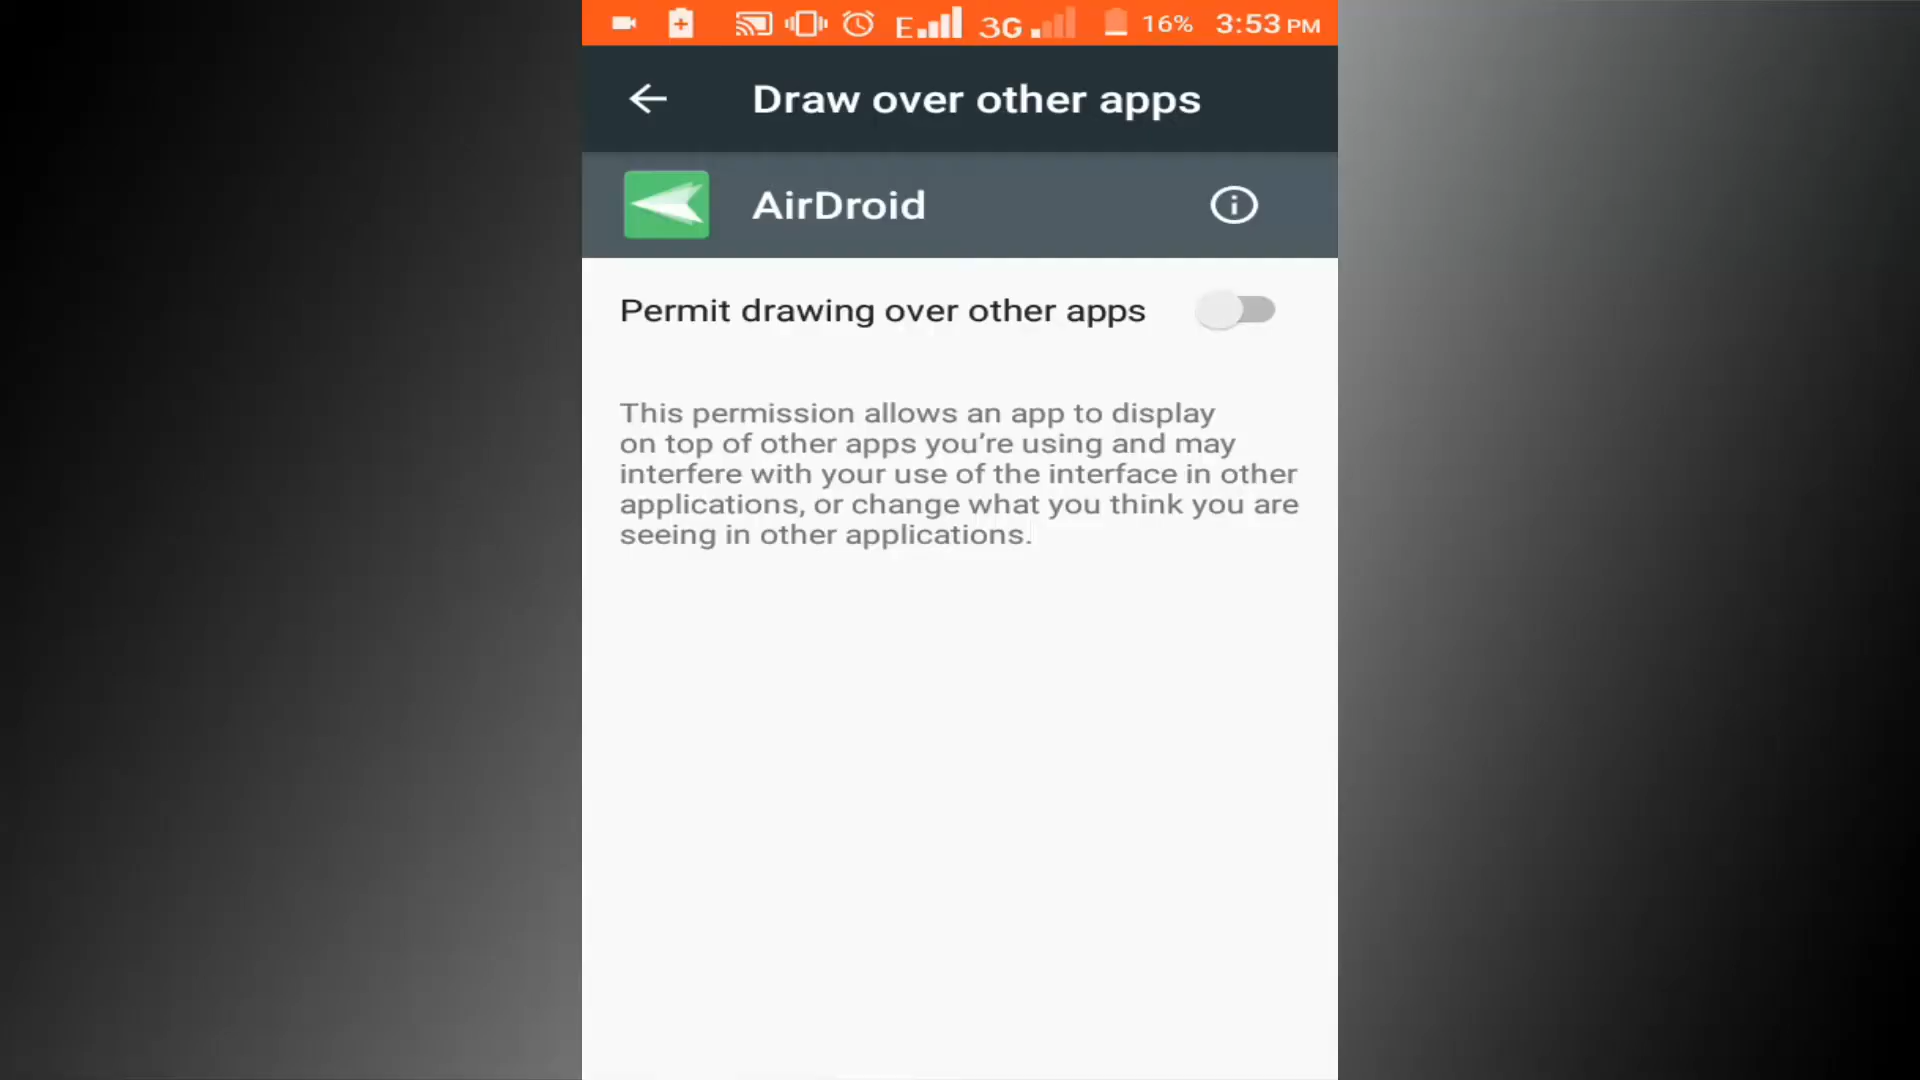 E 3G 16% 3:53 PM
Draw over other apps
AirDroid
Permit drawing over other apps
This permission allows an app to display
on top of other apps you’re using and may
interfere with your use of the interface in other
applications, or change what you think you are
seeing in other applications.